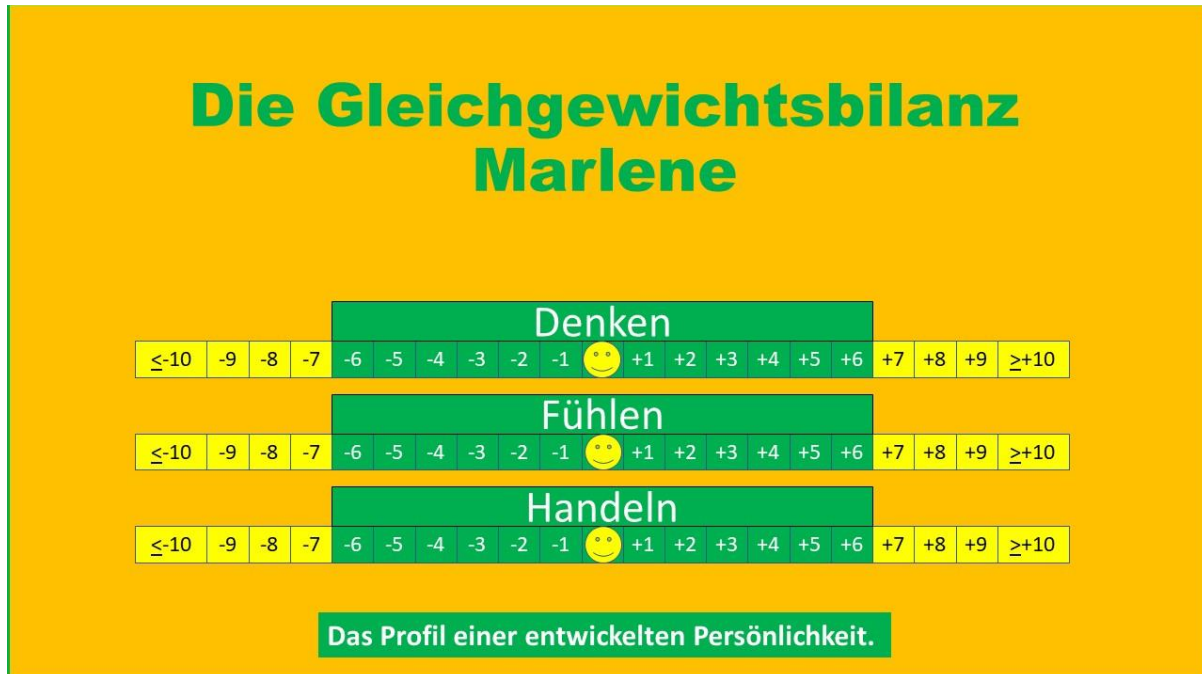 Die Gleichgewichtsbilanz
Marlene
Denken
≤-10 -9 -8 -7 -6 -5 -4 -3 -2 -1 +1 +2 +3 +4 +5 +6 +7 +8 +9 ≥+10
Fühlen
≤-10 -9 -8 -7 -6 -5 -4 -3 -2 -1 +1 +2 +3 +4 +5 +6 +7 +8 +9 ≥+10
Handeln
≤-10 -9 -8 -7 -6 -5 -4 -3 -2 -1 +1 +2 +3 +4 +5 +6 +7 +8 +9 ≥+10
Das Profil einer entwickelten Persönlichkeit.